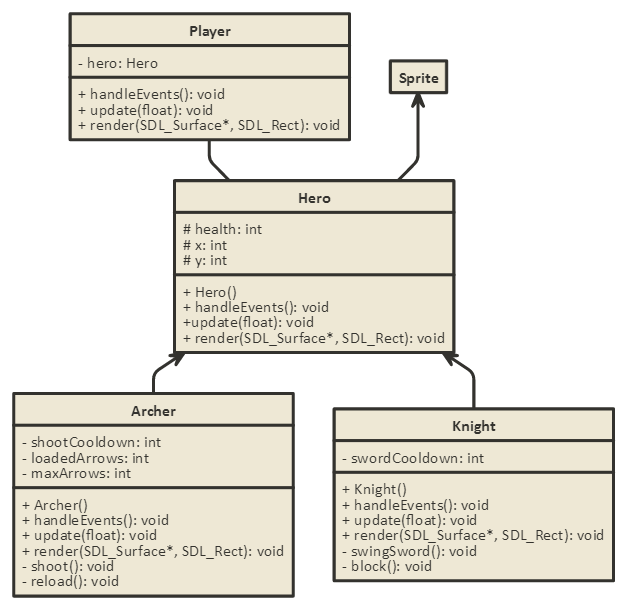 Player
- hero: Hero
+ handleEvents(): void
+ update(float): void
+ render(SDL_Surface*, SDL_Rect): void
Sprite
Hero
# health: int
# x: int
# y: int
+ Hero()
+ handleEvents(): void
+update(float): void
+ render(SDL_Surface*, SDL_Rect): void
Archer
- shootCooldown: int
- loadedArrows: int
- maxArrows: int
+ Archer()
+ handleEvents(): void
+ update(float): void
+ render(SDL_Surface*, SDL_Rect): void
- shoot(): void
- reload(): void
Knight
- swordCooldown: int
+ Knight()
+ handleEvents(): void
+ update(float): void
+ render(SDL_Surface*, SDL_Rect): void
- swingSword(): void
- block(): void